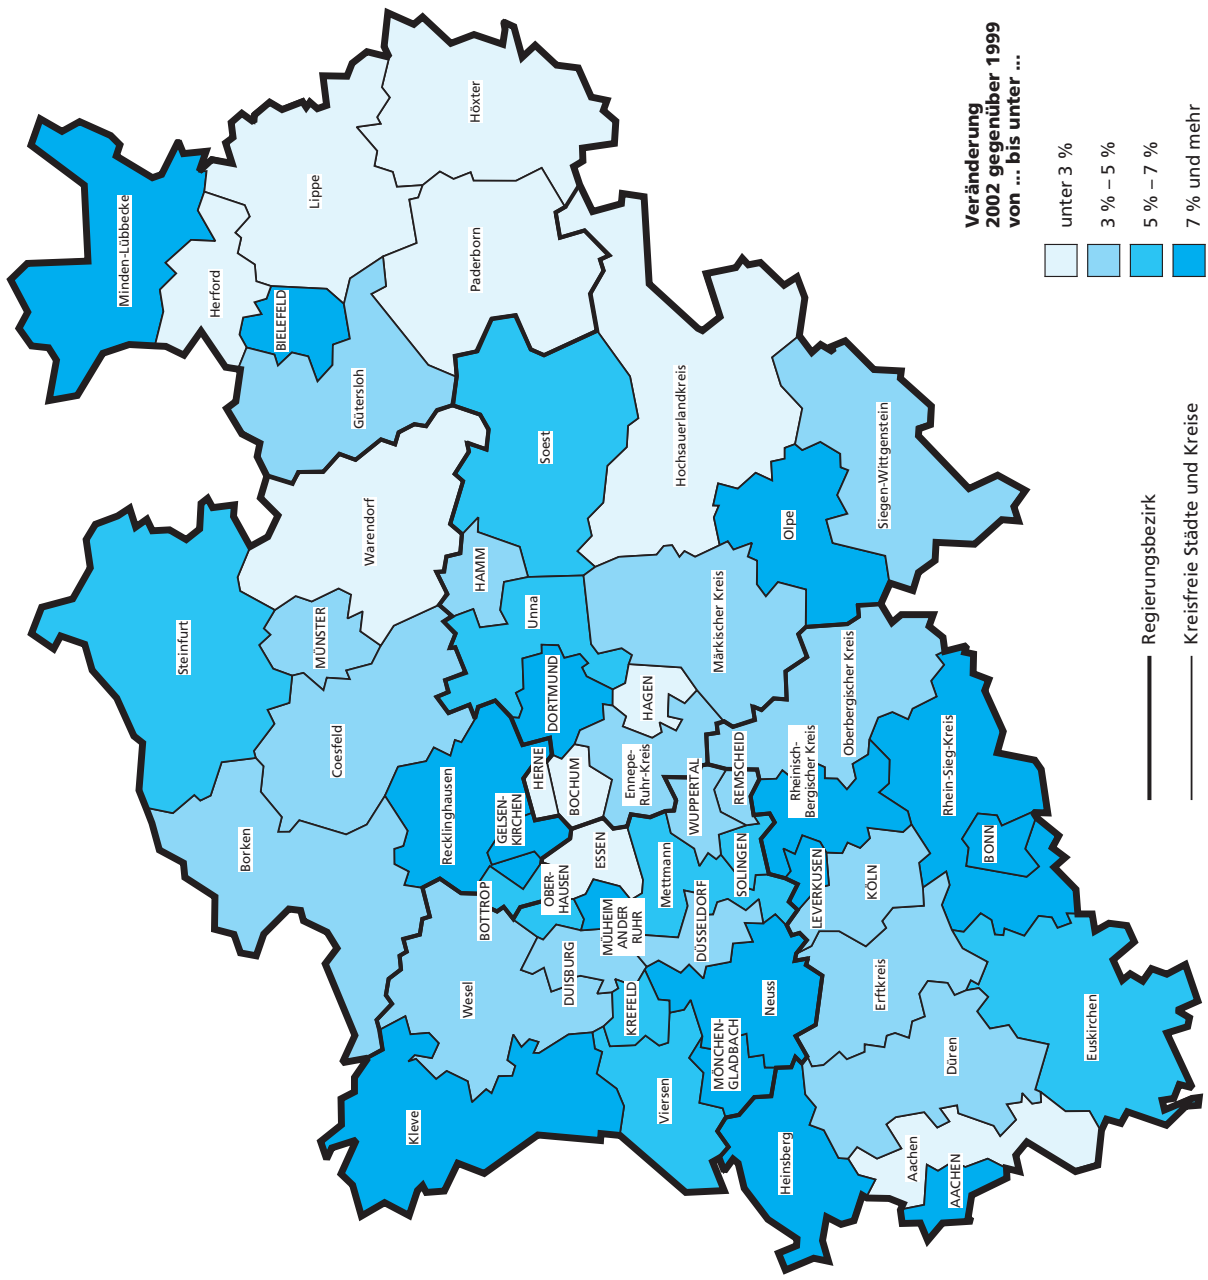 Minden-Lübbecke
Herford
Lippe
Höxter
BIELEFELD
Gütersloh
Paderborn
Steinfurt
MÜNSTER
Warendorf
Soest
HAMM
Unna
Coesfeld
Borken
Recklinghausen
DORTMUND
HERNE
BOCHUM
GELSEN-
KIRCHEN
BOTTROP
OBER-
HAUSEN
ESSEN
MÜLHEIM
AN DER
RUHR
DUISBURG
Wesel
Kleve
KREFELD
Viersen
MÖNCHEN-
GLADBACH
Neuss
DÜSSELDORF
Mettmann
WUPPERTAL
SOLINGEN
REMSCHEID
Ennepe-
Ruhr-Kreis
HAGEN
Märkischer Kreis
Hochsauerlandkreis
Olpe
Siegen-Wittgenstein
Oberbergischer Kreis
Rheinisch-
Bergischer Kreis
LEVERKUSEN
KÖLN
Rhein-Sieg-Kreis
BONN
Erftkreis
Düren
Euskirchen
Heinsberg
Aachen
AACHEN
Veränderung
2002 gegenüber 1999
von ... bis unter ...
unter 3 %
3 % – 5 %
5 % – 7 %
7 % und mehr
Regierungsbezirk
Kreisfreie Städte und Kreise